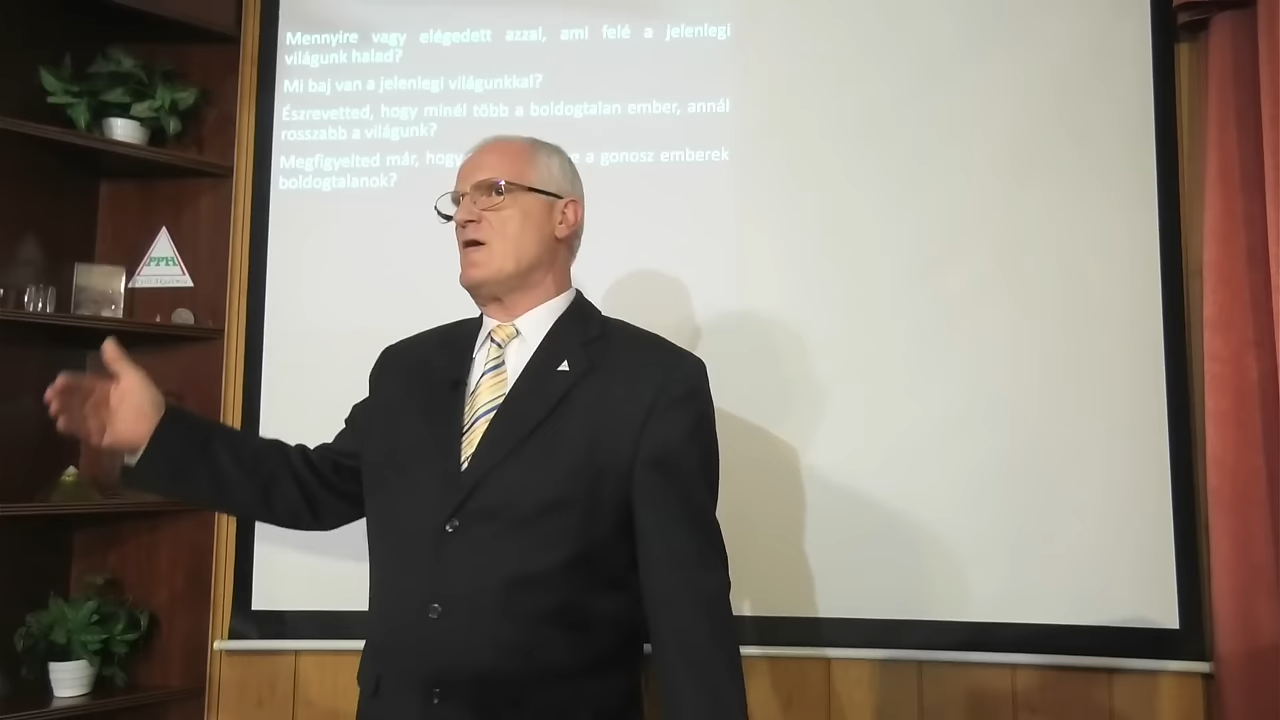 Mennyire vagy elégedett azzal, ami felé a jelenlegi
világunk halad?
Mi baj van a jelenlegi világunkkal?
Észrevetted, hogy minél több a boldogtalan ember, annál
rosszabb a világunk?
Megfigyelted már, hogy a gonosz emberek
boldogtalanok?
PPH